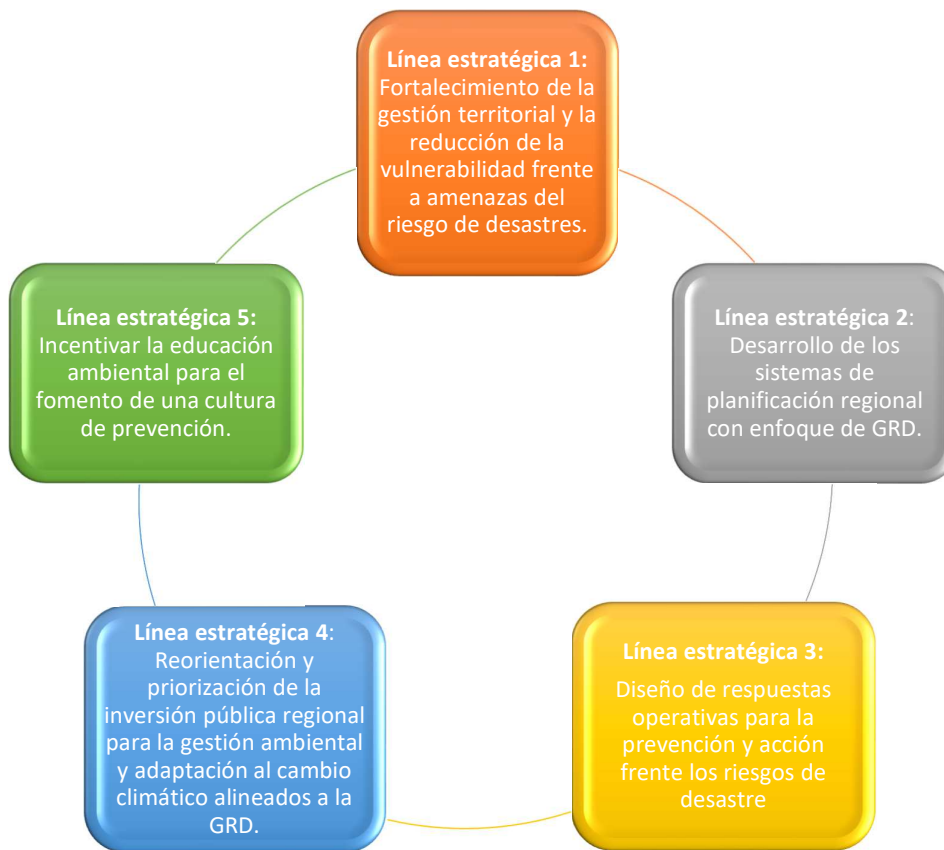 Línea estratégica 1:
Fortalecimiento de la
gestión territorial y la
reducción de la
vulnerabilidad frente
a amenazas del
riesgo de desastres.
Línea estratégica 2:
Desarrollo de los
sistemas de
planificación regional
con enfoque de GRD.
Línea estratégica 3:
Diseño de respuestas
operativas para la
prevención y acción
frente los riesgos de
desastre
Línea estratégica 4:
Reorientación y
priorización de la
inversión pública regional
para la gestión ambiental
y adaptación al cambio
climático alineados a la
GRD.
Línea estratégica 5:
Incentivar la educación
ambiental para el
fomento de una cultura
de prevención.